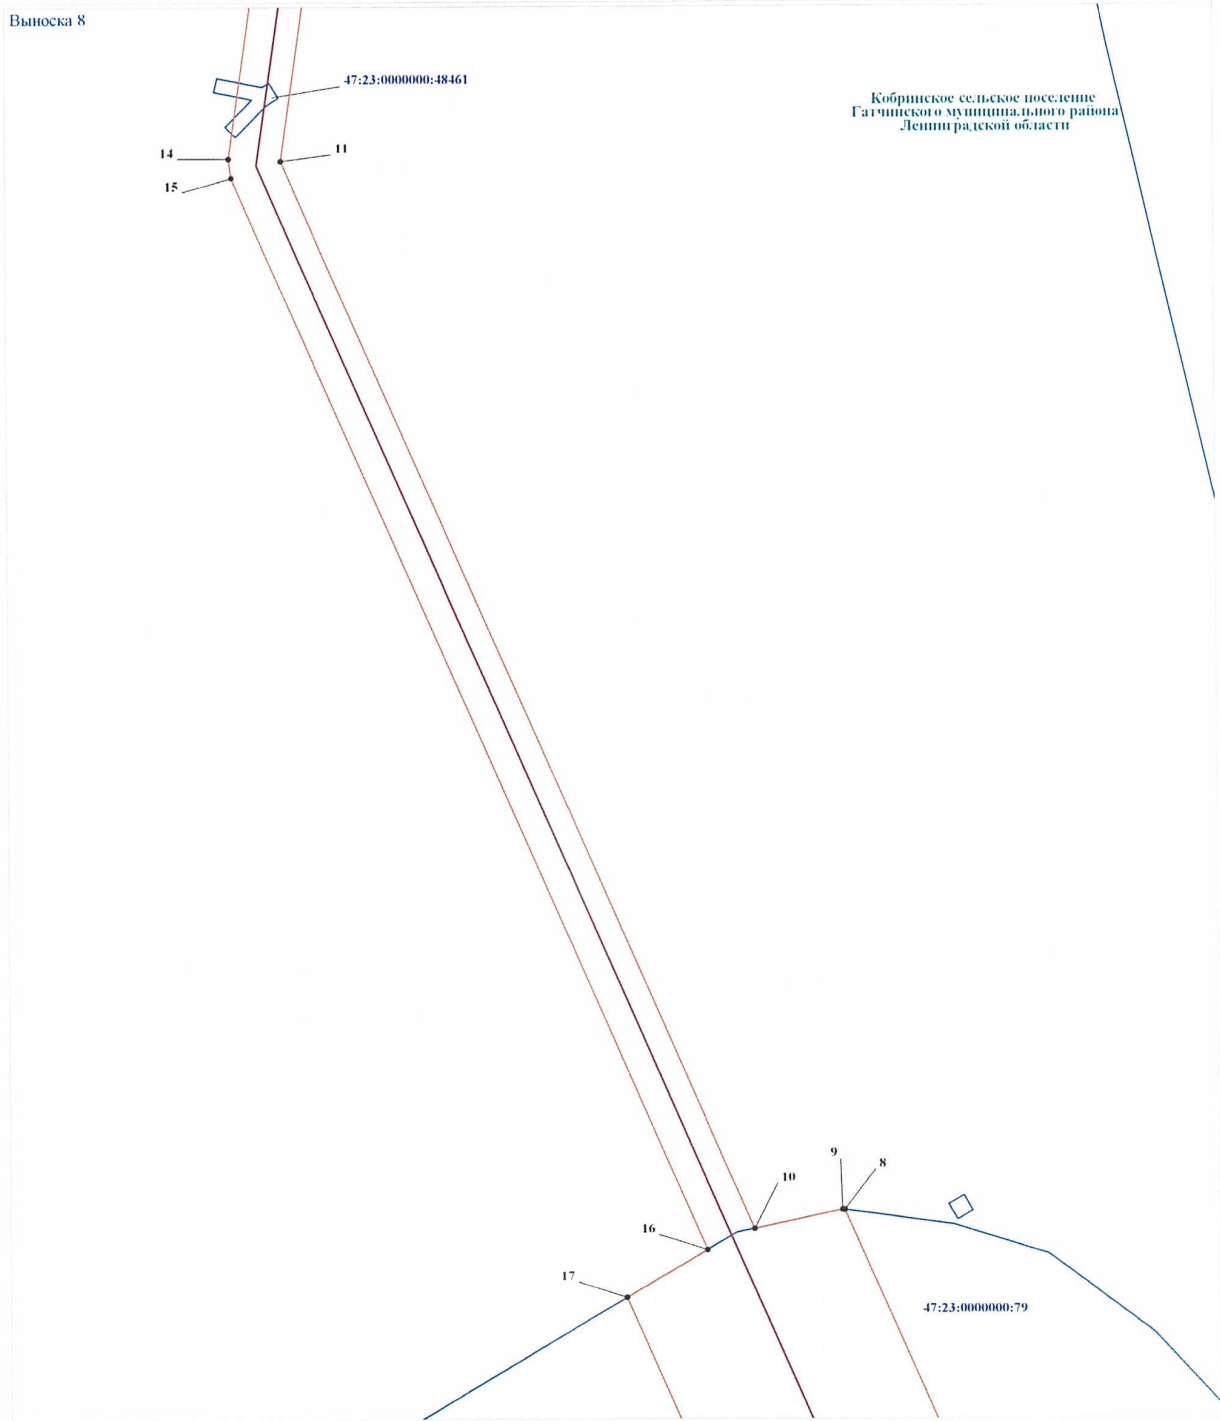 Выноска 8
47:23:0000000:48461
Кобринское сельское поселение
Гатчинского муниципального района
Ленинградской области
14
11
15
9
8
10
16
17
47:23:0000000:79